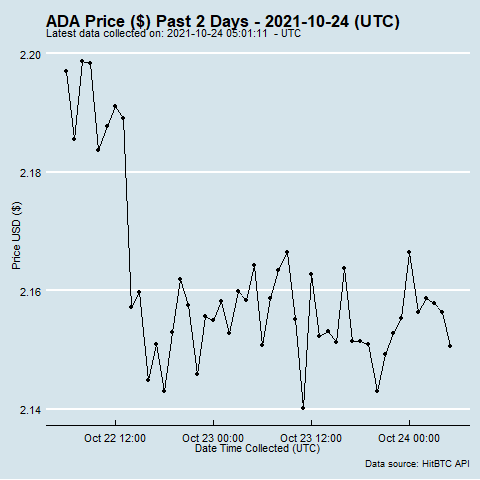 ADA Price ($) Past 2 Days - 2021-10-24 (UTC)
Latest data collected on: 2021-10-24 05:01:11 - UTC
2.20
2.18
2.16
2.14
Price USD ($)
Oct 22 12:00 Oct 23 00:00 Oct 23 12:00 Oct 24 00:00
Date Time Collected (UTC)
Data source: HitBTC API